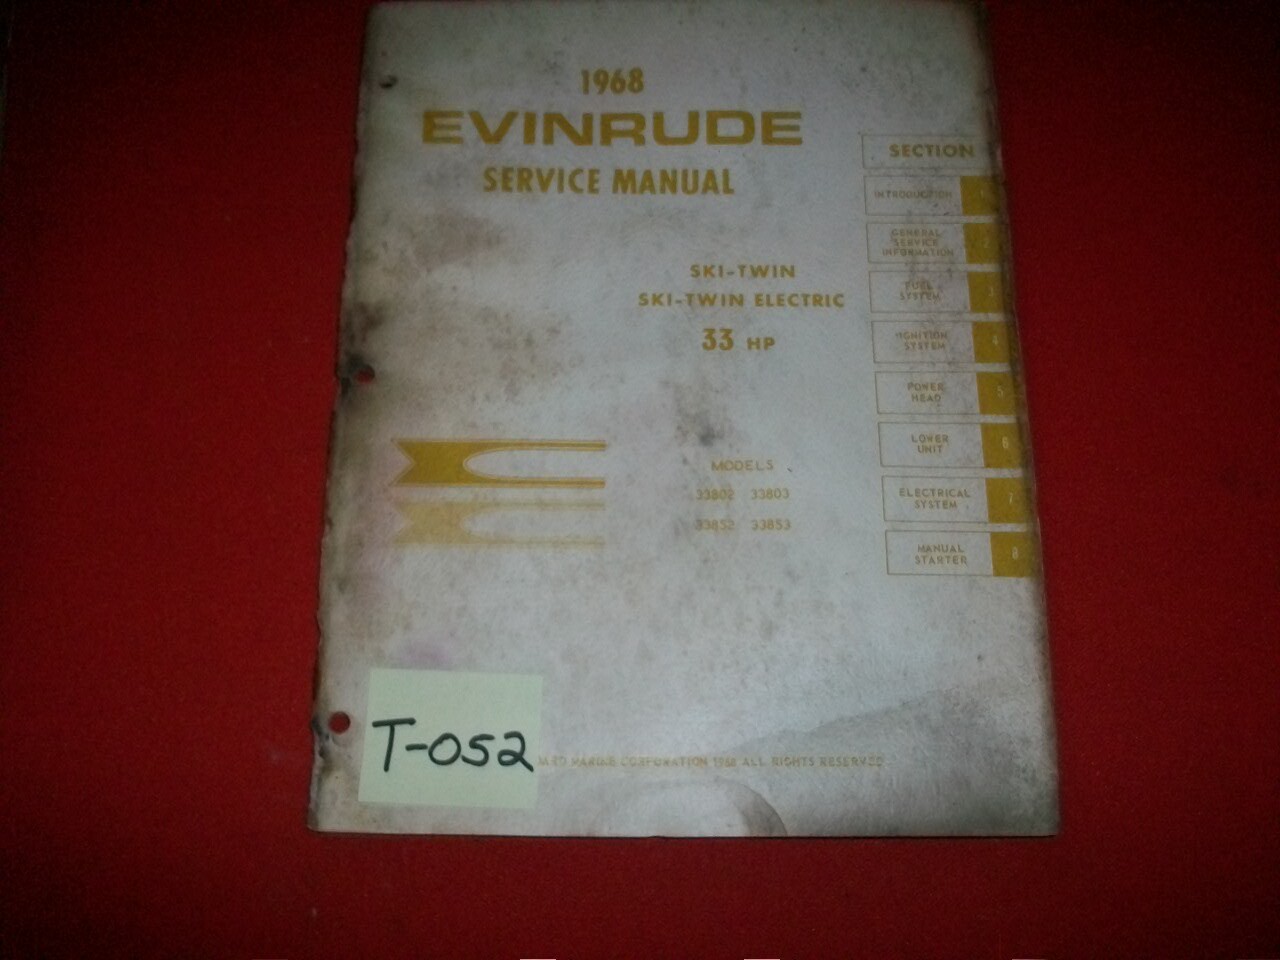 1968
EVINRUDE
SERVICE MANUAL
SKI-TWIN
SKI-TWIN ELECTRIC
33 HP
MODELS
33802 33803
33852 33853
SECTION
INTRODUCTION 1
GENERAL
SERVICE 2
INFORMATION
FUEL 3
SYSTEM
IGNITION 4
SYSTEM
POWER 5
HEAD
LOWER 6
UNIT
ELECTRICAL 7
SYSTEM
MANUAL 8
STARTER
T-052
MARINE CORPORATION 1968 ALL RIGHTS RESERVED